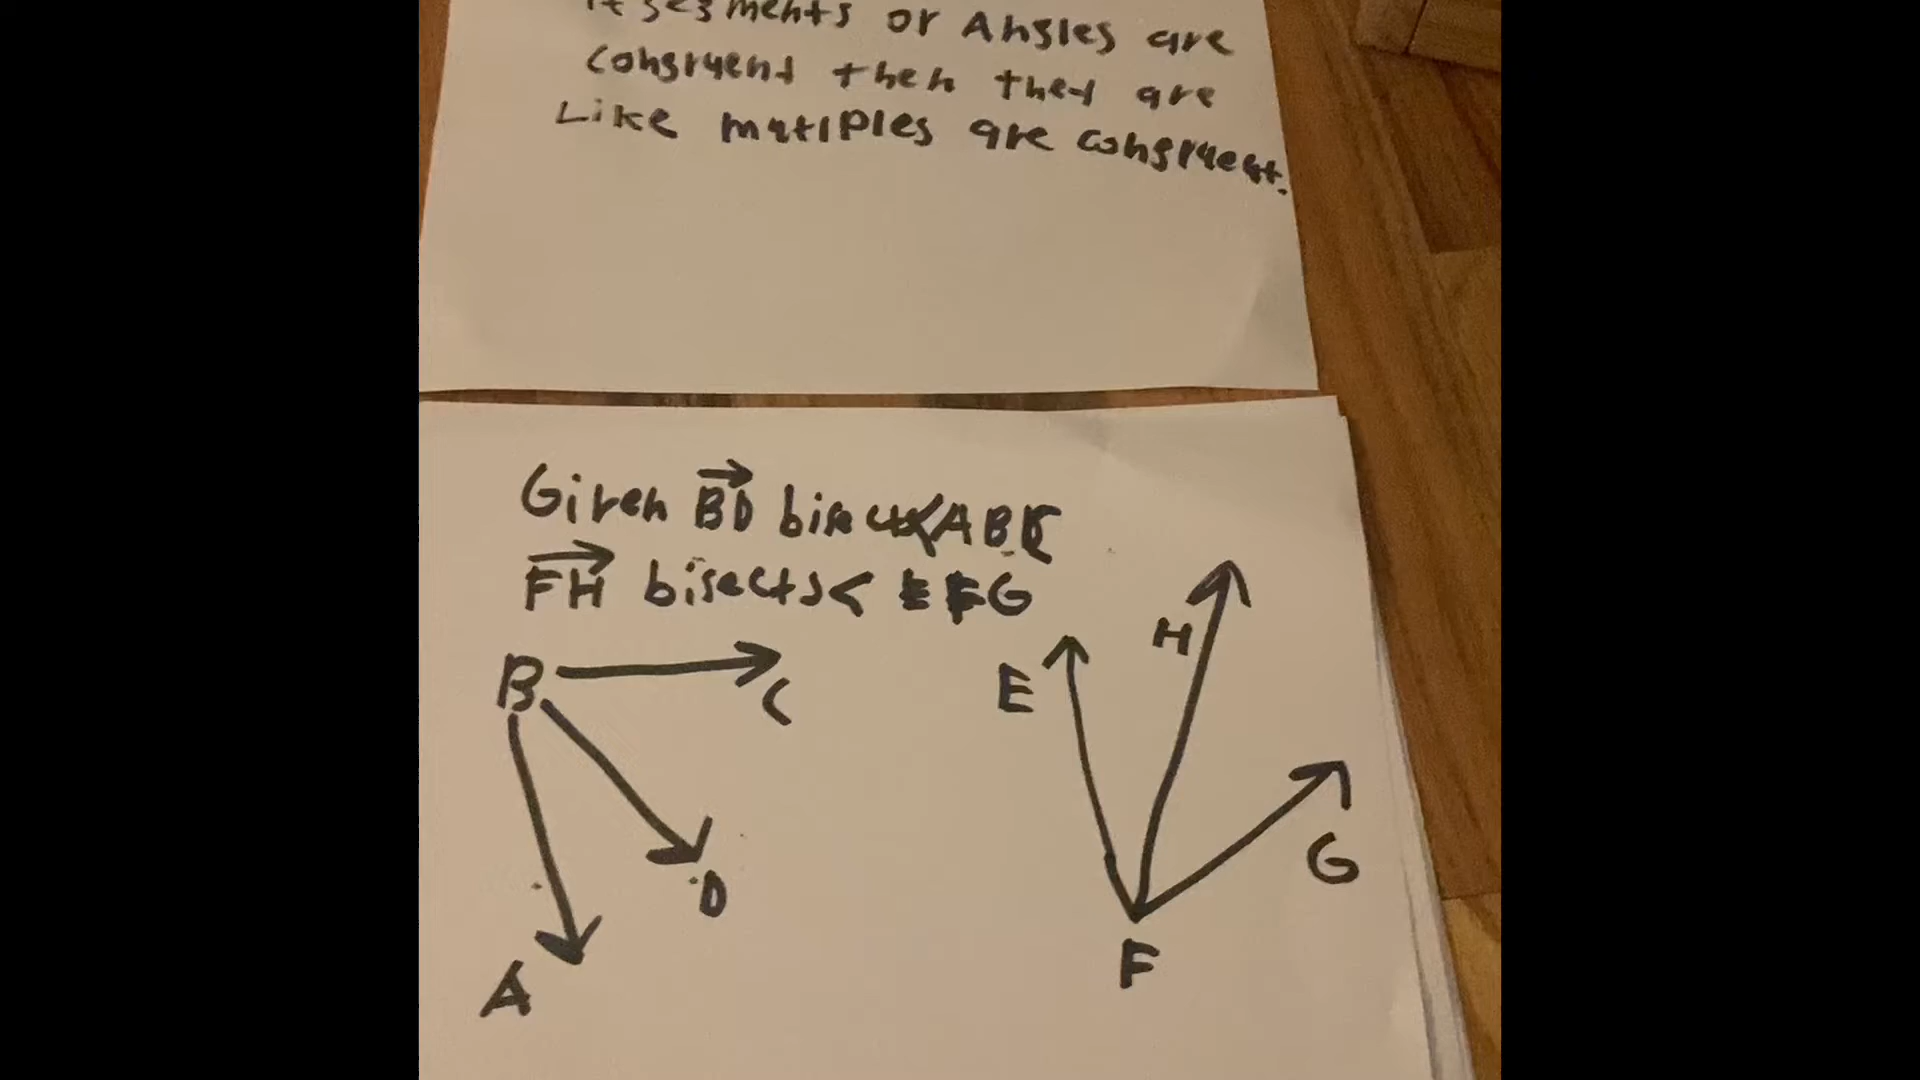 If segments or Angles are
congruent then they are
Like mutiples are congruent.
Given BD bisects <ABC
FH bisects < EFG
H
E
B
C
G
D
F
A